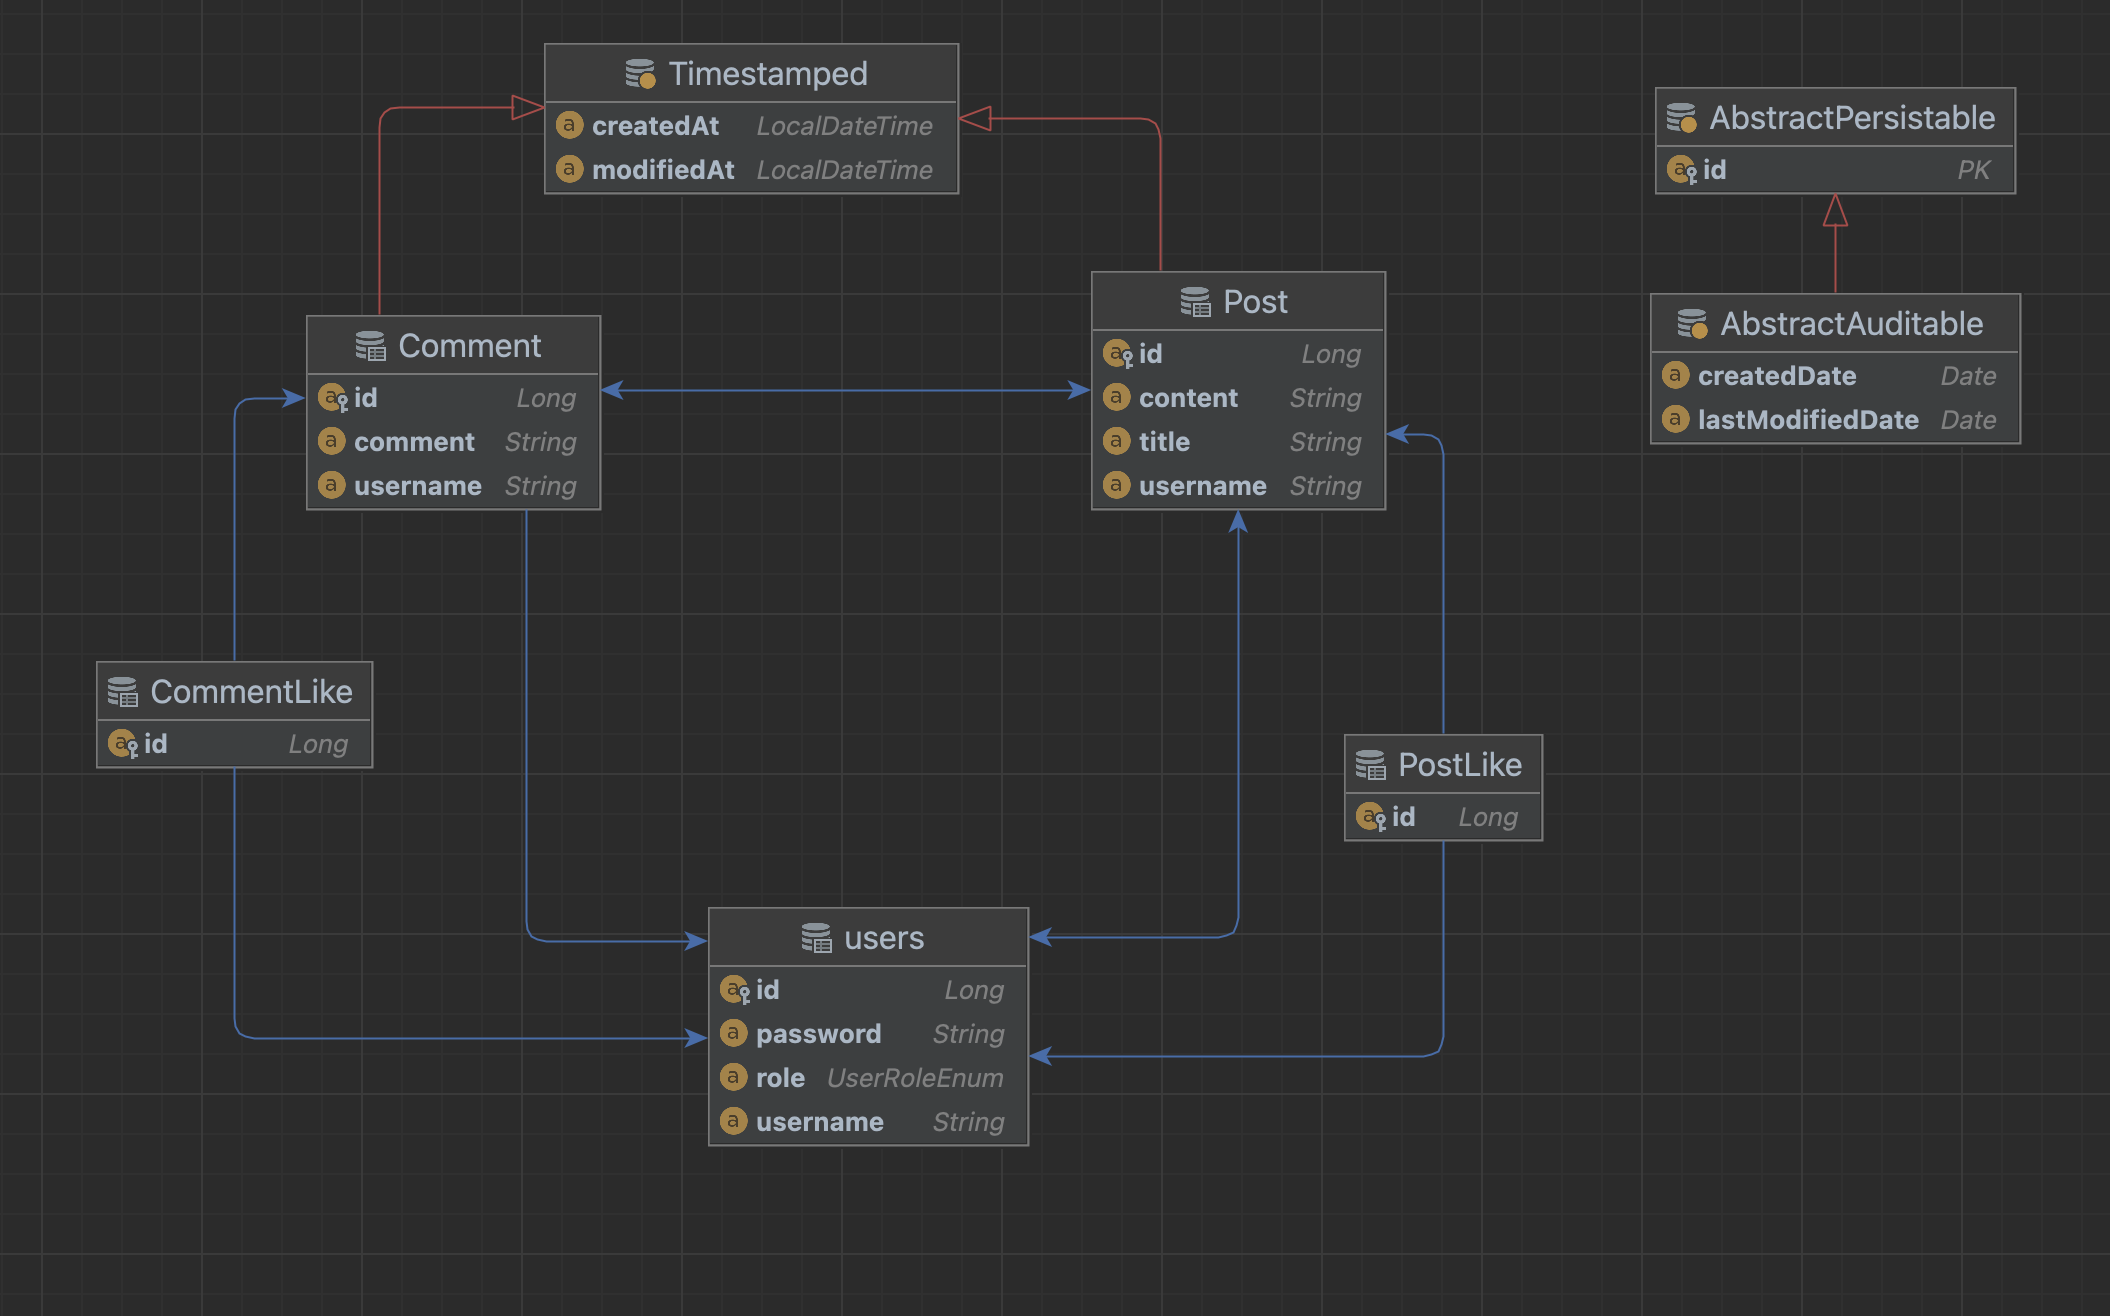 Timestamped
createdAt LocalDateTime
modifiedAt LocalDateTime
AbstractPersistable
id PK
AbstractAuditable
createdDate Date
lastModifiedDate Date
Post
id Long
content String
title String
username String
Comment
id Long
comment String
username String
CommentLike
id Long
PostLike
id Long
users
id Long
password String
role UserRoleEnum
username String